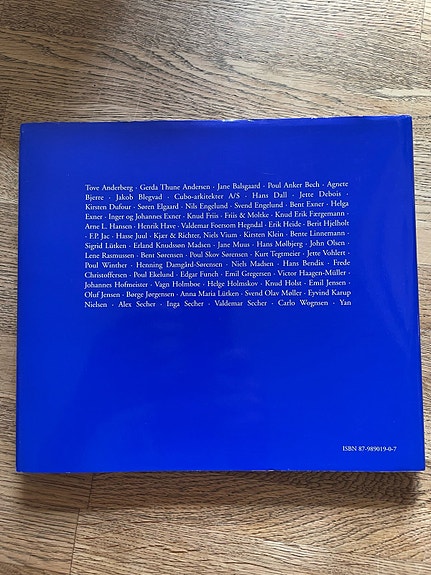 Tove Anderberg · Gerda Thune Andersen · Jane Balsgaard · Poul Anker Bech · Agnete
Bjerre · Jakob Blegvad · Cubo-arkitekter A/S · Hans Dall · Jette Debois ·
Kirsten Dufour · Søren Elgaard · Nils Engelund · Svend Engelund · Bent Exner · Helga
Exner · Inger og Johannes Exner · Knud Friis · Friis & Moltke · Knud Erik Færgemann ·
Arne L. Hansen · Henrik Have · Valdemar Foersom Hegndal · Erik Heide · Berit Hjelholt
· F.P. Jac · Hasse Juul · Kjær & Richter, Niels Vium · Kirsten Klein · Bente Linnemann ·
Sigrid Lütken · Erland Knudssøn Madsen · Jane Muus · Hans Mølbjerg · John Olsen ·
Lene Rasmussen · Bent Sørensen · Poul Skov Sørensen · Kurt Tegtmeier · Jette Vohlert ·
Poul Winther · Henning Damgård-Sørensen · Niels Madsen · Hans Bendix · Frede
Christoffersen · Poul Ekelund · Edgar Funch · Emil Gregersen · Victor Haagen-Müller ·
Johannes Hofmeister · Vagn Holmboe · Helge Holmskov · Knud Holst · Emil Jensen ·
Oluf Jensen · Børge Jørgensen · Anna Maria Lütken · Svend Olav Møller · Eyvind Karup
Nielsen · Alex Secher · Inga Secher · Valdemar Secher · Carlo Wognsen · Yan
ISBN 87-989019-0-7